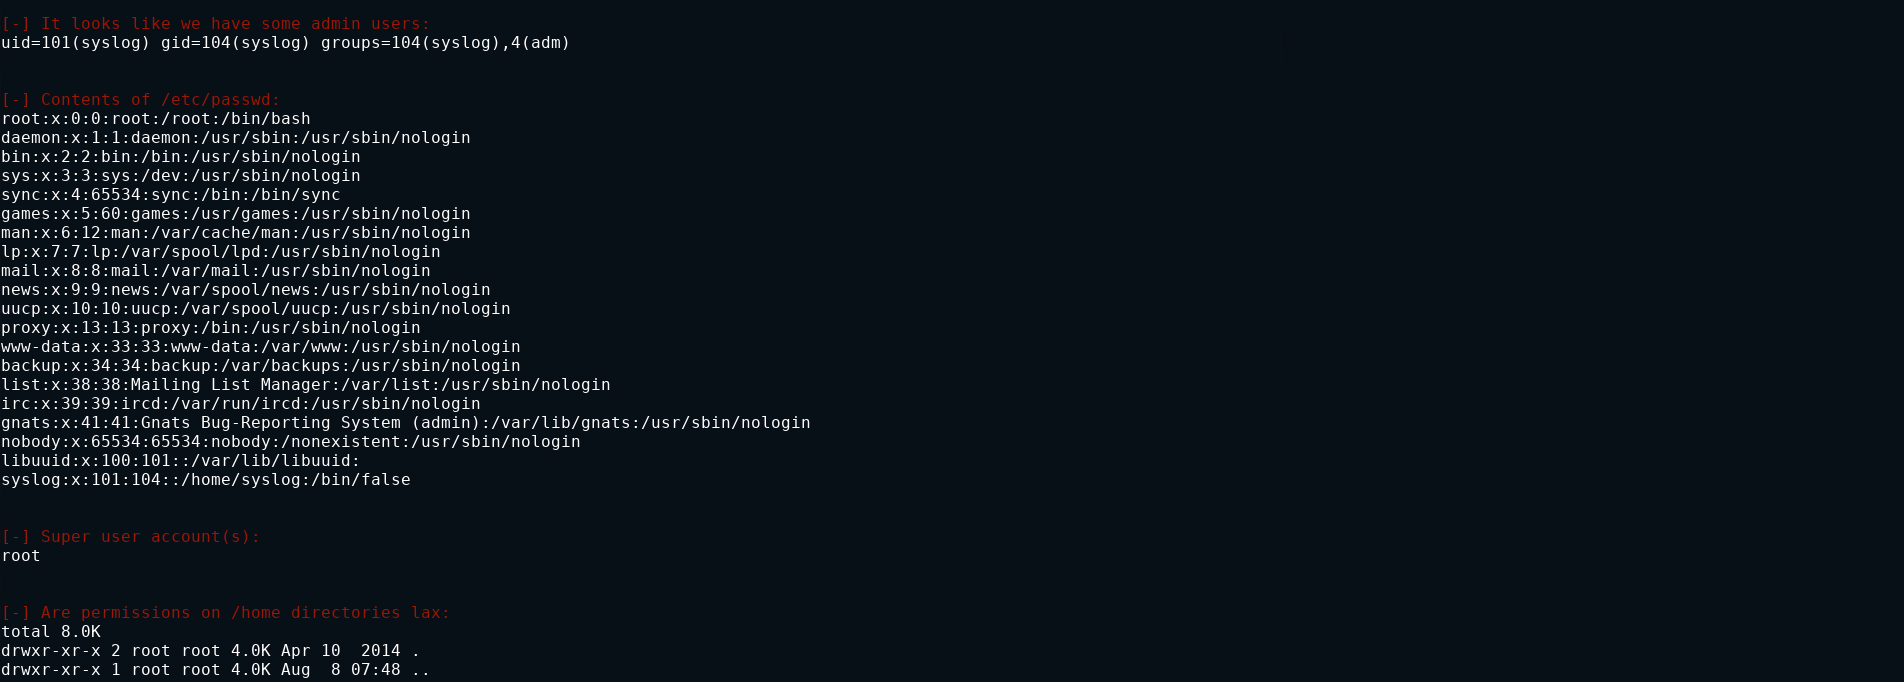 [-] It looks like we have some admin users:
uid=101(syslog) gid=104(syslog) groups=104(syslog),4(adm)
[-] Contents of /etc/passwd:
root:x:0:0:root:/root:/bin/bash
daemon:x:1:1:daemon:/usr/sbin:/usr/sbin/nologin
bin:x:2:2:bin:/bin:/usr/sbin/nologin
sys:x:3:3:sys:/dev:/usr/sbin/nologin
sync:x:4:65534:sync:/bin:/bin/sync
games:x:5:60:games:/usr/games:/usr/sbin/nologin
man:x:6:12:man:/var/cache/man:/usr/sbin/nologin
lp:x:7:7:lp:/var/spool/lpd:/usr/sbin/nologin
mail:x:8:8:mail:/var/mail:/usr/sbin/nologin
news:x:9:9:news:/var/spool/news:/usr/sbin/nologin
uucp:x:10:10:uucp:/var/spool/uucp:/usr/sbin/nologin
proxy:x:13:13:proxy:/bin:/usr/sbin/nologin
www-data:x:33:33:www-data:/var/www:/usr/sbin/nologin
backup:x:34:34:backup:/var/backups:/usr/sbin/nologin
list:x:38:38:Mailing List Manager:/var/list:/usr/sbin/nologin
irc:x:39:39:ircd:/var/run/ircd:/usr/sbin/nologin
gnats:x:41:41:Gnats Bug-Reporting System (admin):/var/lib/gnats:/usr/sbin/nologin
nobody:x:65534:65534:nobody:/nonexistent:/usr/sbin/nologin
libuuid:x:100:101::/var/lib/libuuid:
syslog:x:101:104::/home/syslog:/bin/false
[-] Super user account(s):
root
[-] Are permissions on /home directories lax:
total 8.0K
drwxr-xr-x 2 root root 4.0K Apr 10  2014 .
drwxr-xr-x 1 root root 4.0K Aug  8 07:48 ..